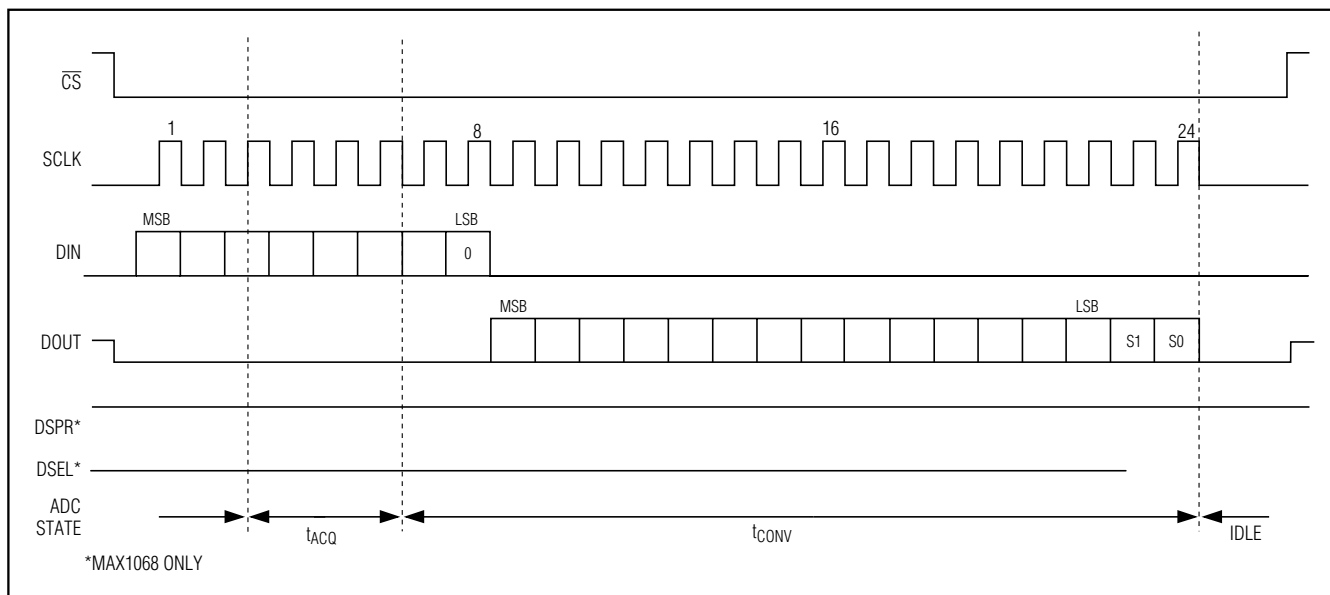 CS
1 8 16 24
SCLK
MSB LSB
DIN 0
MSB LSB
DOUT S1 S0
DSPR*
DSEL*
ADC
STATE
tACQ tCONV IDLE
*MAX1068 ONLY